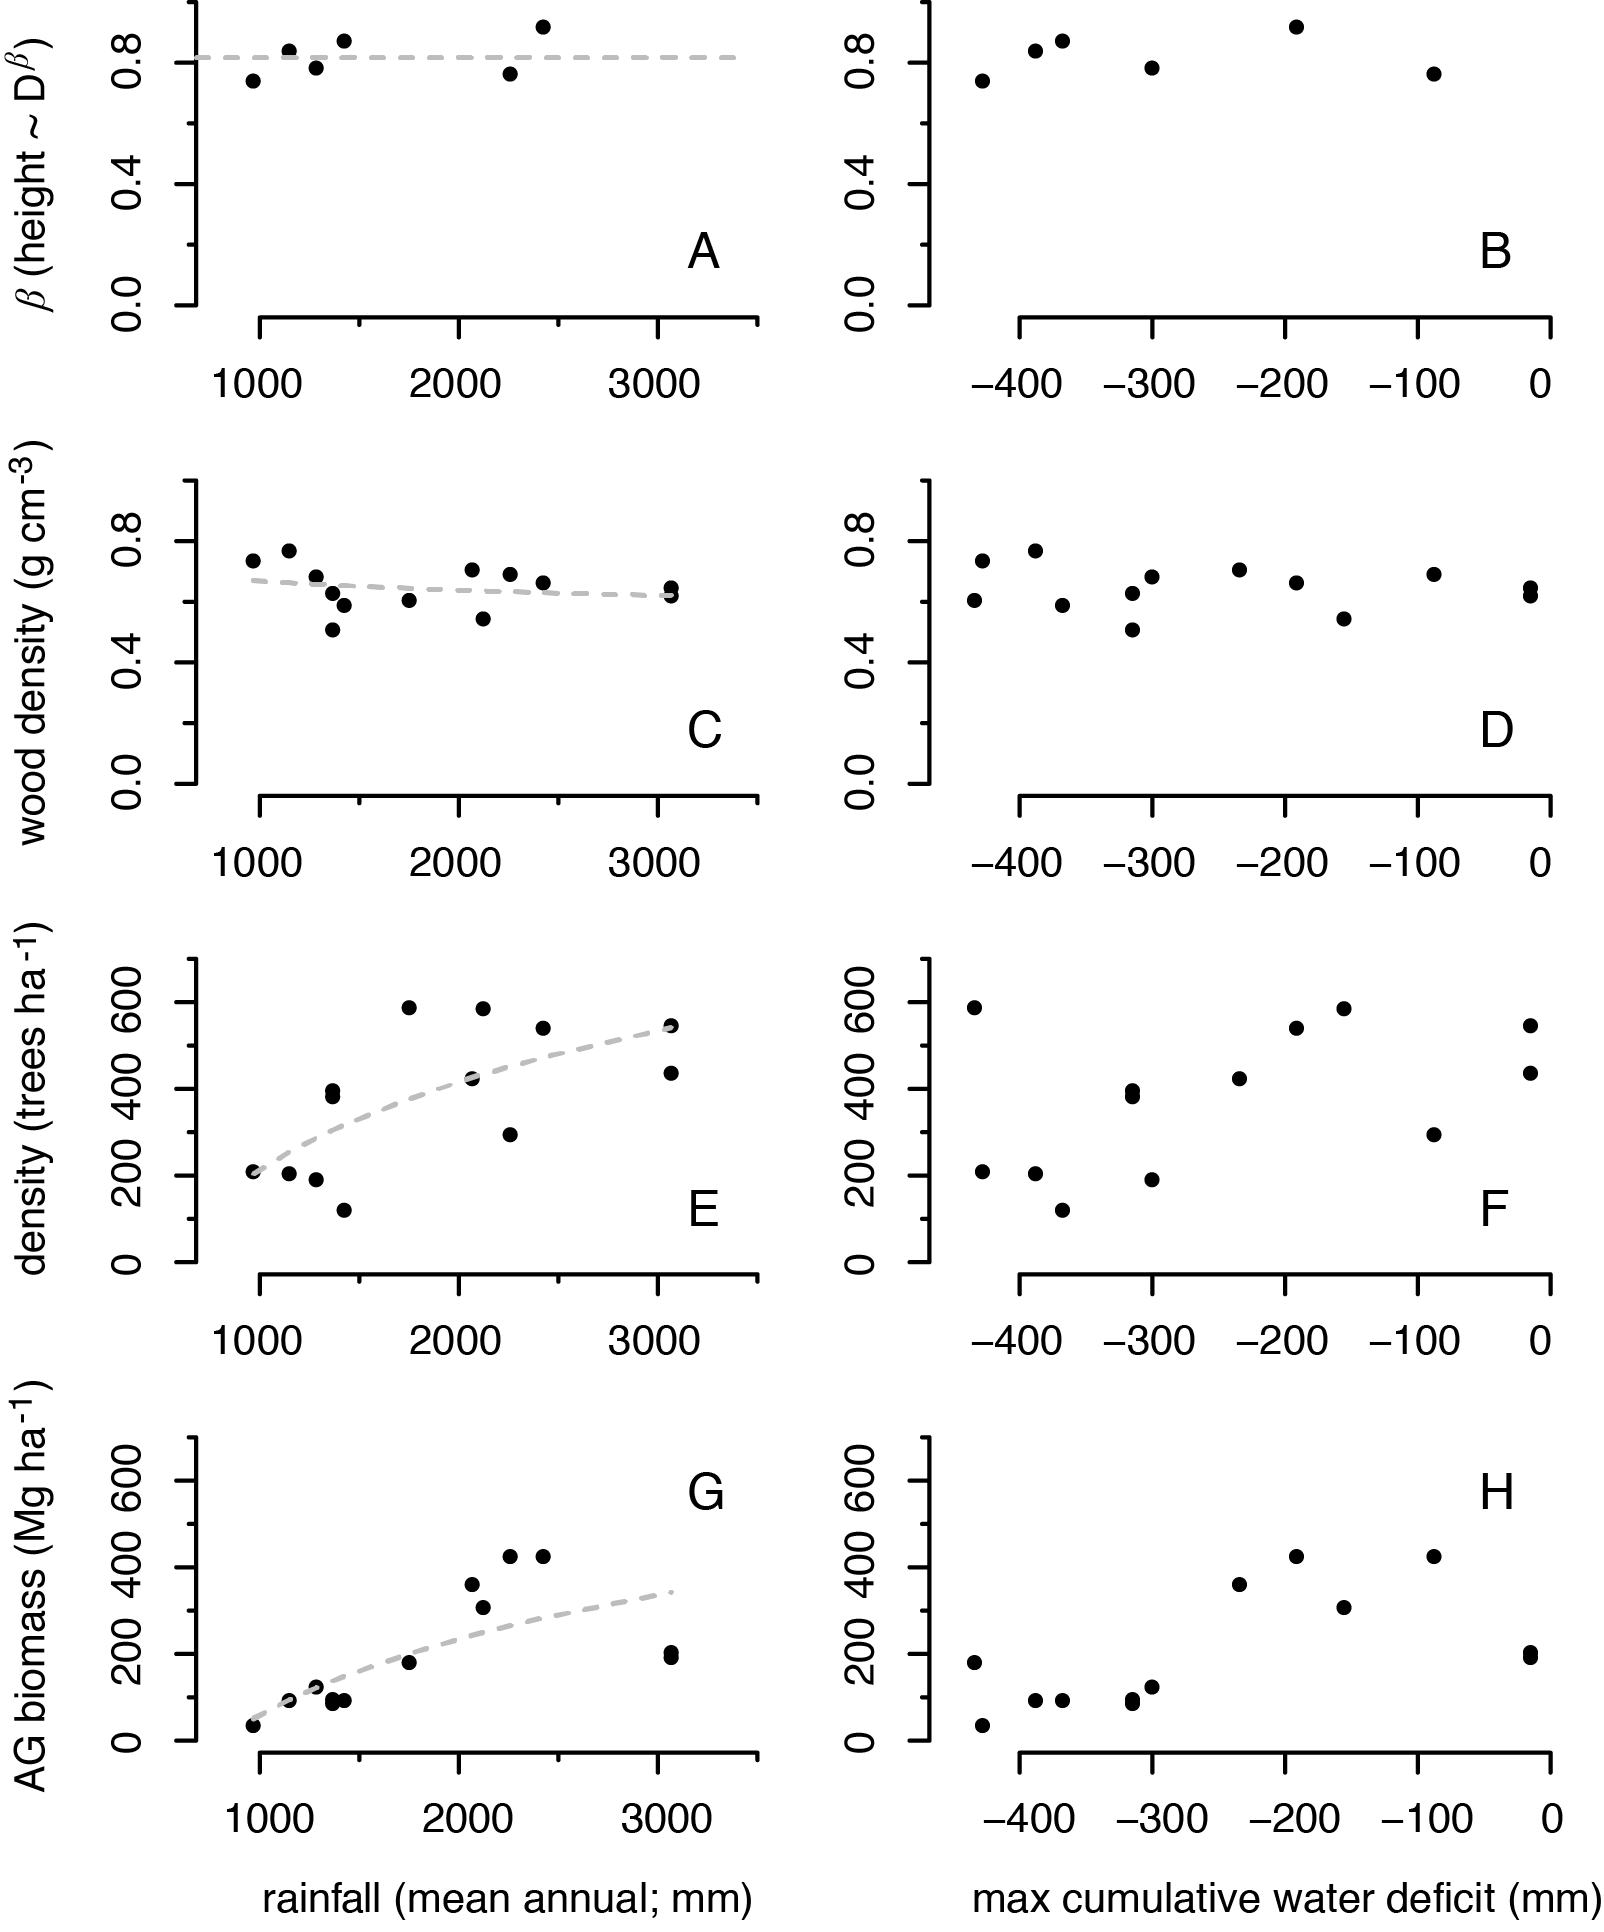 β (height ~ Dβ)
0.0 0.4 0.8
A
1000 2000 3000
0.0 0.4 0.8
B
−400 −300 −200 −100 0
wood density (g cm-3)
0.0 0.4 0.8
C
1000 2000 3000
0.0 0.4 0.8
D
−400 −300 −200 −100 0
density (trees ha-1)
0 200 400 600
E
1000 2000 3000
0 200 400 600
F
−400 −300 −200 −100 0
AG biomass (Mg ha-1)
0 200 400 600
G
1000 2000 3000
rainfall (mean annual; mm)
0 200 400 600
H
−400 −300 −200 −100 0
max cumulative water deficit (mm)